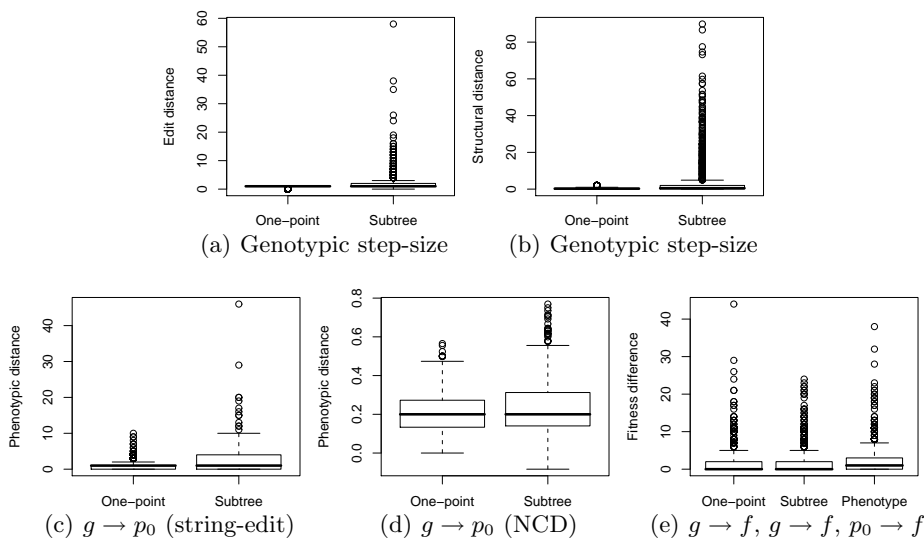 Edit distance
0 10 20 30 40 50 60
One−point Subtree
(a) Genotypic step-size
Structural distance
0 20 40 60 80
One−point Subtree
(b) Genotypic step-size
Phenotypic distance
0 10 20 30 40
One−point Subtree
(c) g → p0 (string-edit)
Phenotypic distance
0.0 0.2 0.4 0.6 0.8
One−point Subtree
(d) g → p0 (NCD)
Fitness difference
0 10 20 30 40
One−point Subtree Phenotype
(e) g → f, g → f, p0 → f